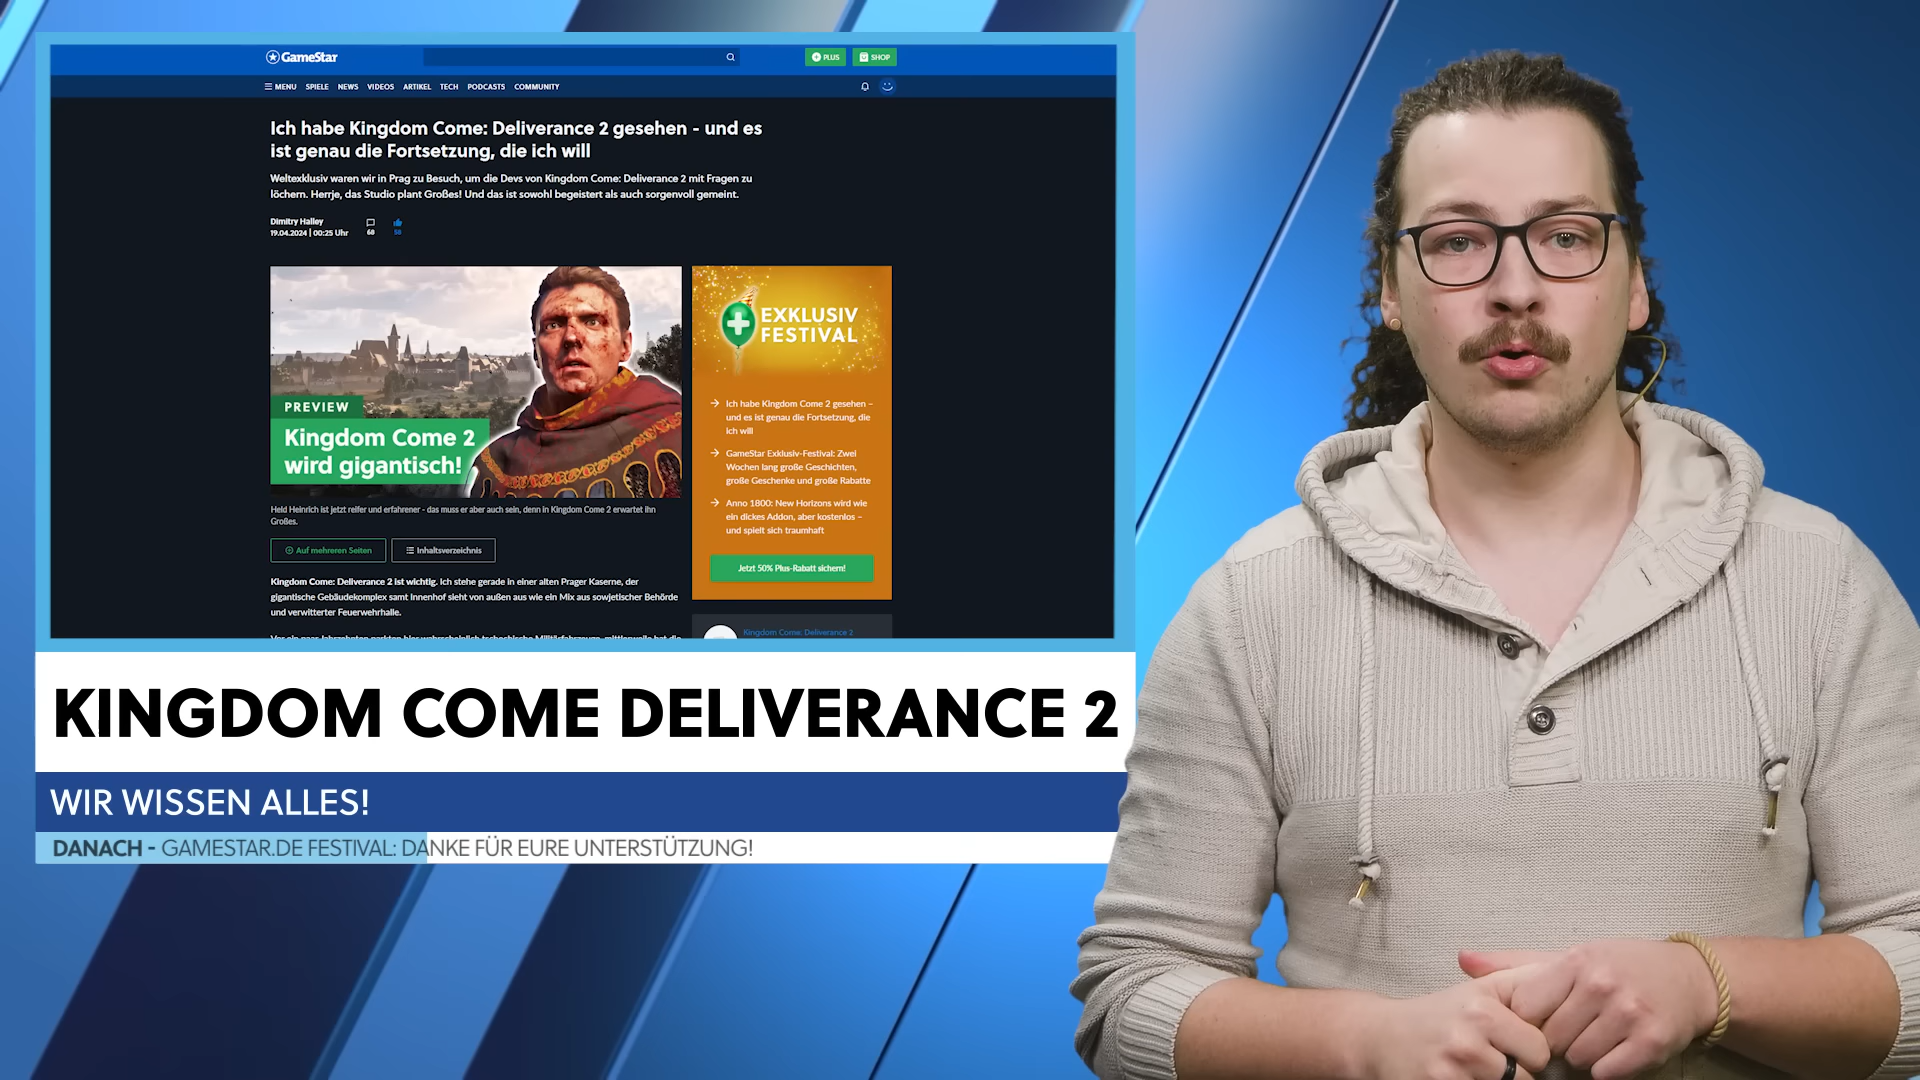 GameStar
PLUS
SHOP
MENU SPIELE NEWS VIDEOS ARTIKEL TECH PODCASTS COMMUNITY
Ich habe Kingdom Come: Deliverance 2 gesehen - und es
ist genau die Fortsetzung, die ich will
Weltexklusiv waren wir in Prag zu Besuch, um die Devs von Kingdom Come: Deliverance 2 mit Fragen zu
löchern. Herrje, das Studio plant Großes! Und das ist sowohl begeistert als auch sorgenvoll gemeint.
Dimitry Halley
19.04.2024 | 00:25 Uhr
68
58
PREVIEW
Kingdom Come 2
wird gigantisch!
Held Heinrich ist jetzt reifer und erfahrener - das muss er aber auch sein, denn in Kingdom Come 2 erwartet ihn
Großes.
Auf mehreren Seiten
Inhaltsverzeichnis
Kingdom Come: Deliverance 2 ist wichtig. Ich stehe gerade in einer alten Prager Kaserne, der
gigantische Gebäudekomplex samt Innenhof sieht von außen aus wie ein Mix aus sowjetischer Behörde
und verwitterter Feuerwehrhalle.
EXKLUSIV
FESTIVAL
Ich habe Kingdom Come 2 gesehen –
und es ist genau die Fortsetzung, die
ich will
GameStar Exklusiv-Festival: Zwei
Wochen lang große Geschichten,
große Geschenke und große Rabatte
Anno 1800: New Horizons wird wie
ein dickes Addon, aber kostenlos –
und spielt sich traumhaft
Jetzt 50% Plus-Rabatt sichern!
Kingdom Come: Deliverance 2
KINGDOM COME DELIVERANCE 2
WIR WISSEN ALLES!
DANACH - GAMESTAR.DE FESTIVAL: DANKE FÜR EURE UNTERSTÜTZUNG!